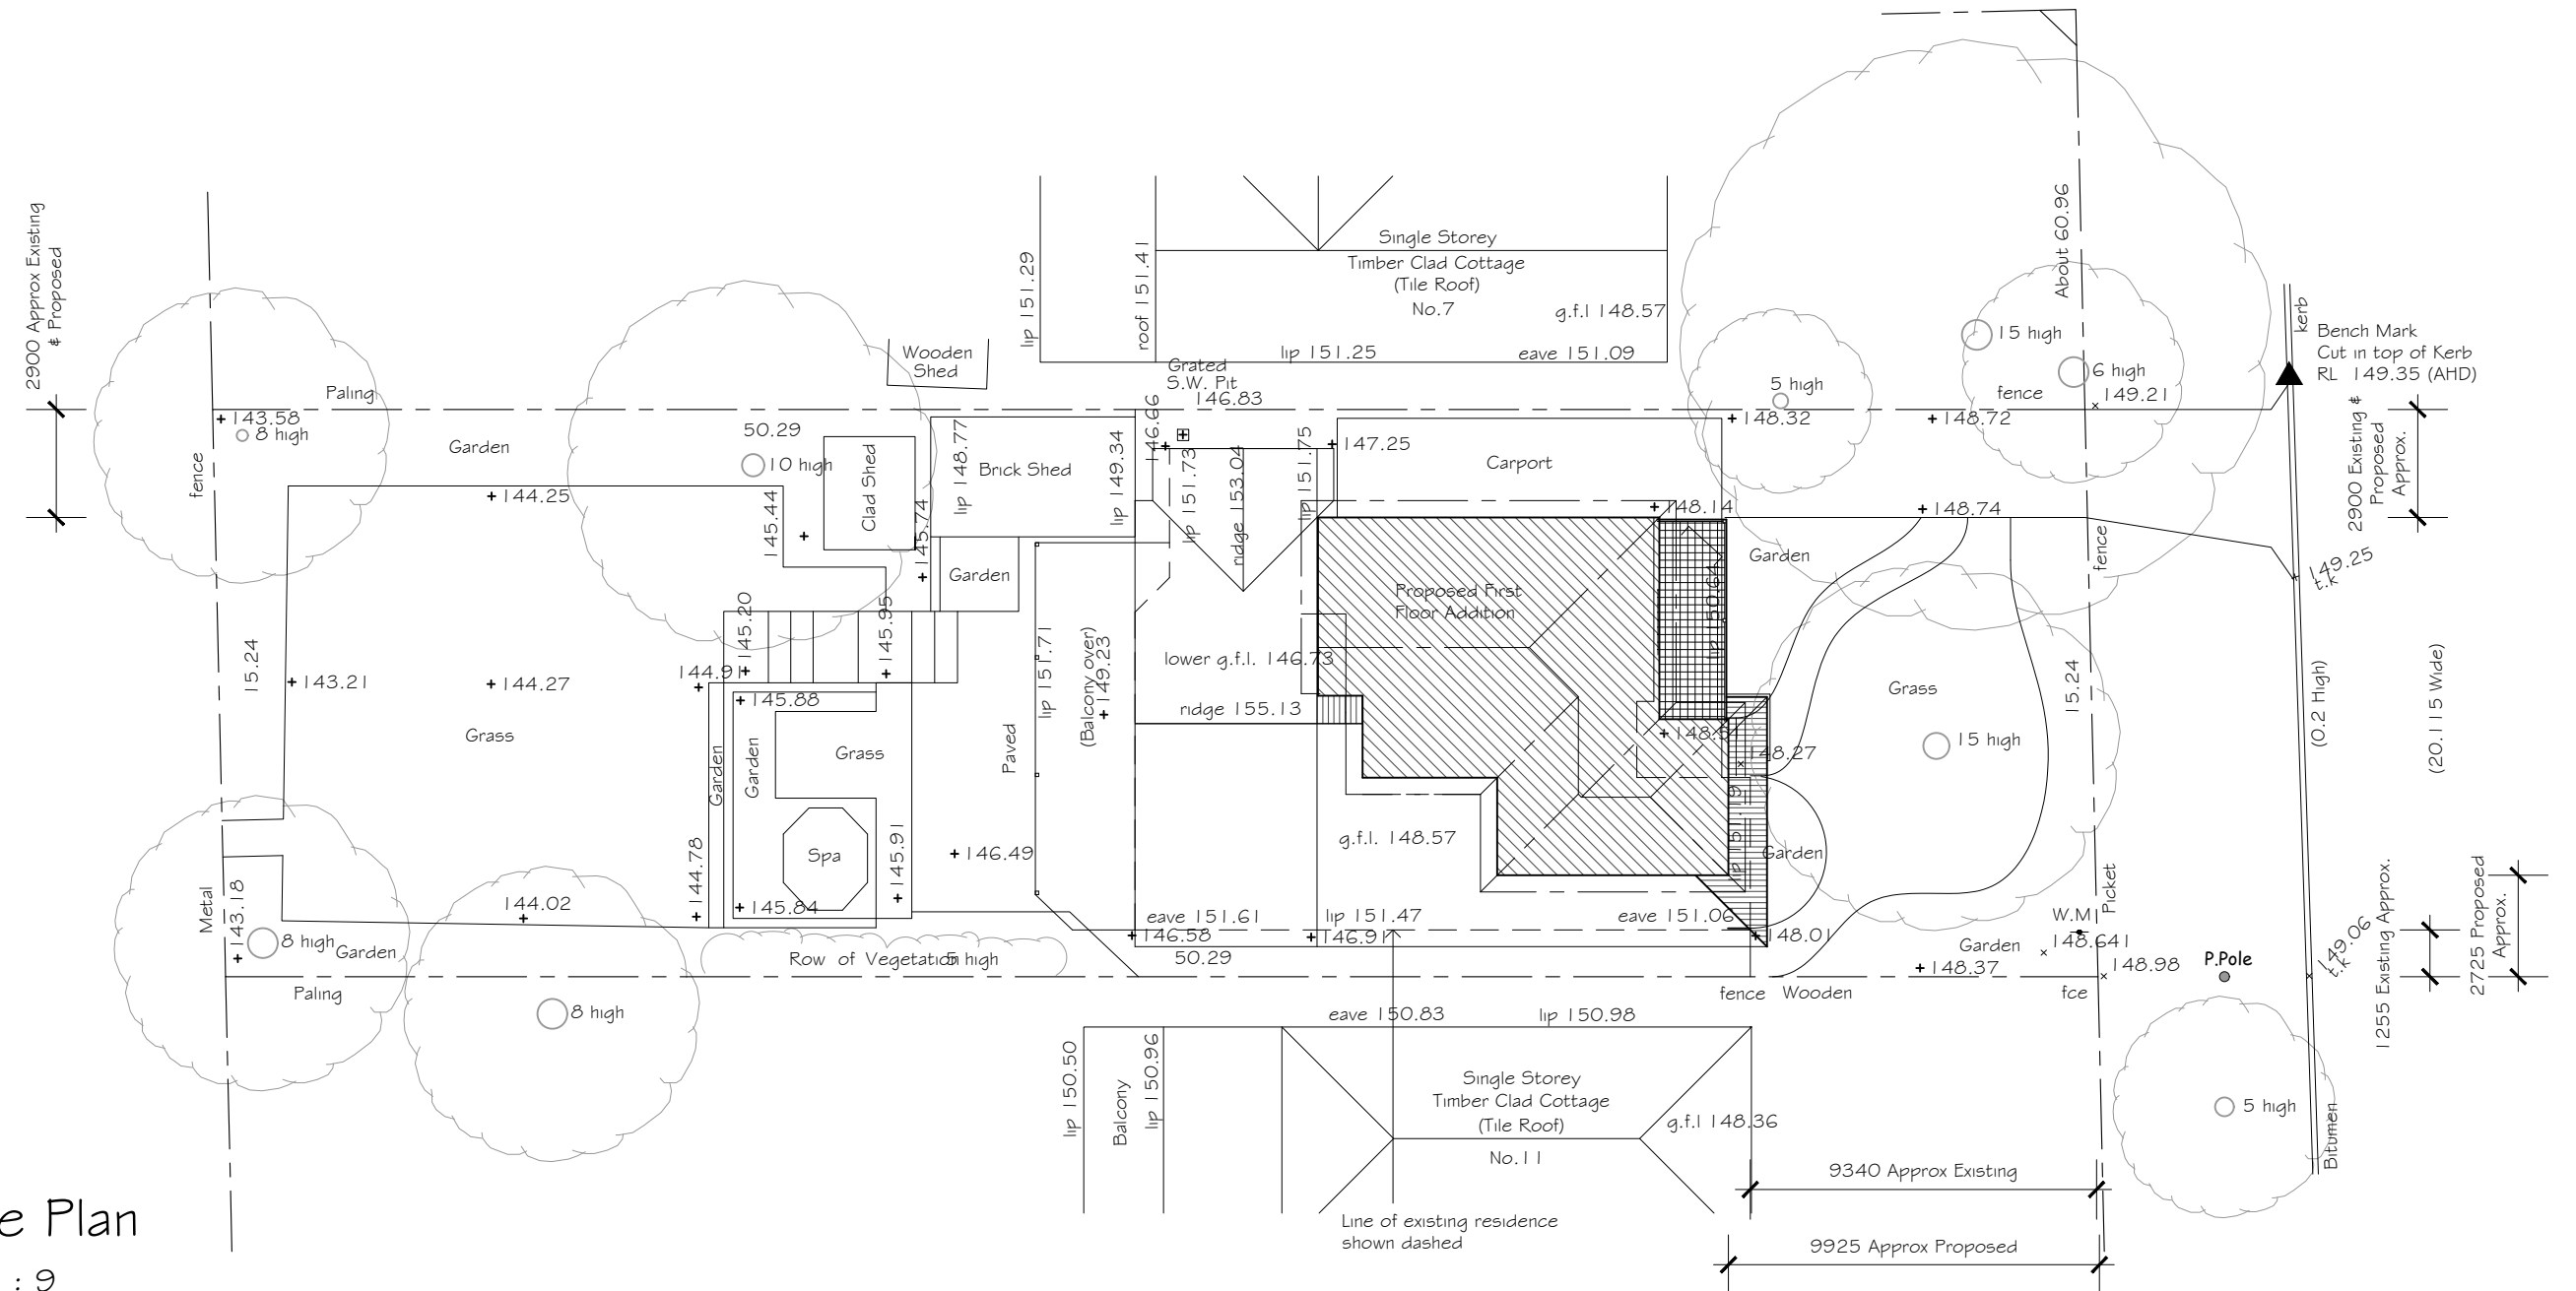 About 60.96
2900 Approx Existing
& Proposed
Single Storey
Timber Clad Cottage
(Tile Roof)
No.7
g.f.l 148.57
lip 151.29
roof 151.41
lip 151.25
eave 151.09
Wooden
Shed
Grated
S.W. Pit
146.83
15 high
6 high
5 high
fence
149.21
kerb
Bench Mark
Cut in top of Kerb
RL 149.35 (AHD)
Paling
143.58
8 high
Garden
50.29
10 high
fence
144.25
145.44
Clad Shed
145.74
lip 148.77
Brick Shed
149.34
lip
146.66
lip 151.73
ridge 153.04
lip 151.75
147.25
Carport
148.32
148.72
148.14
148.74
2900 Existing &
Proposed
Approx.
Garden
fence
149.25
t.k
Garden
Proposed First
Floor Addition
lip 150.64
145.20
145.95
15.24
143.21
144.27
144.91
145.88
lip 151.71
(Balcony over)
149.23
lower g.f.l. 146.73
ridge 155.13
Grass
Garden
Garden
Grass
Paved
148.27
Grass
15.24
15 high
(0.2 High)
(20.115 Wide)
Spa
144.78
145.91
146.49
g.f.l. 148.57
Garden
Metal
143.18
8 high
Garden
144.02
145.84
eave 151.61
lip 151.47
eave 151.06
146.58
146.91
148.01
Row of Vegetation
5 high
50.29
Picket
W.M
148.641
Garden
148.37
148.98
P.Pole
149.06
t.k
1255 Existing Approx.
2725 Proposed
Approx.
Paling
8 high
fence
Wooden
fce
eave 150.83
lip 150.98
lip 150.50
Balcony
lip 150.96
Single Storey
Timber Clad Cottage
(Tile Roof)
No.11
g.f.l 148.36
5 high
Bitumen
9340 Approx Existing
Line of existing residence
shown dashed
9925 Approx Proposed
e Plan
: 9